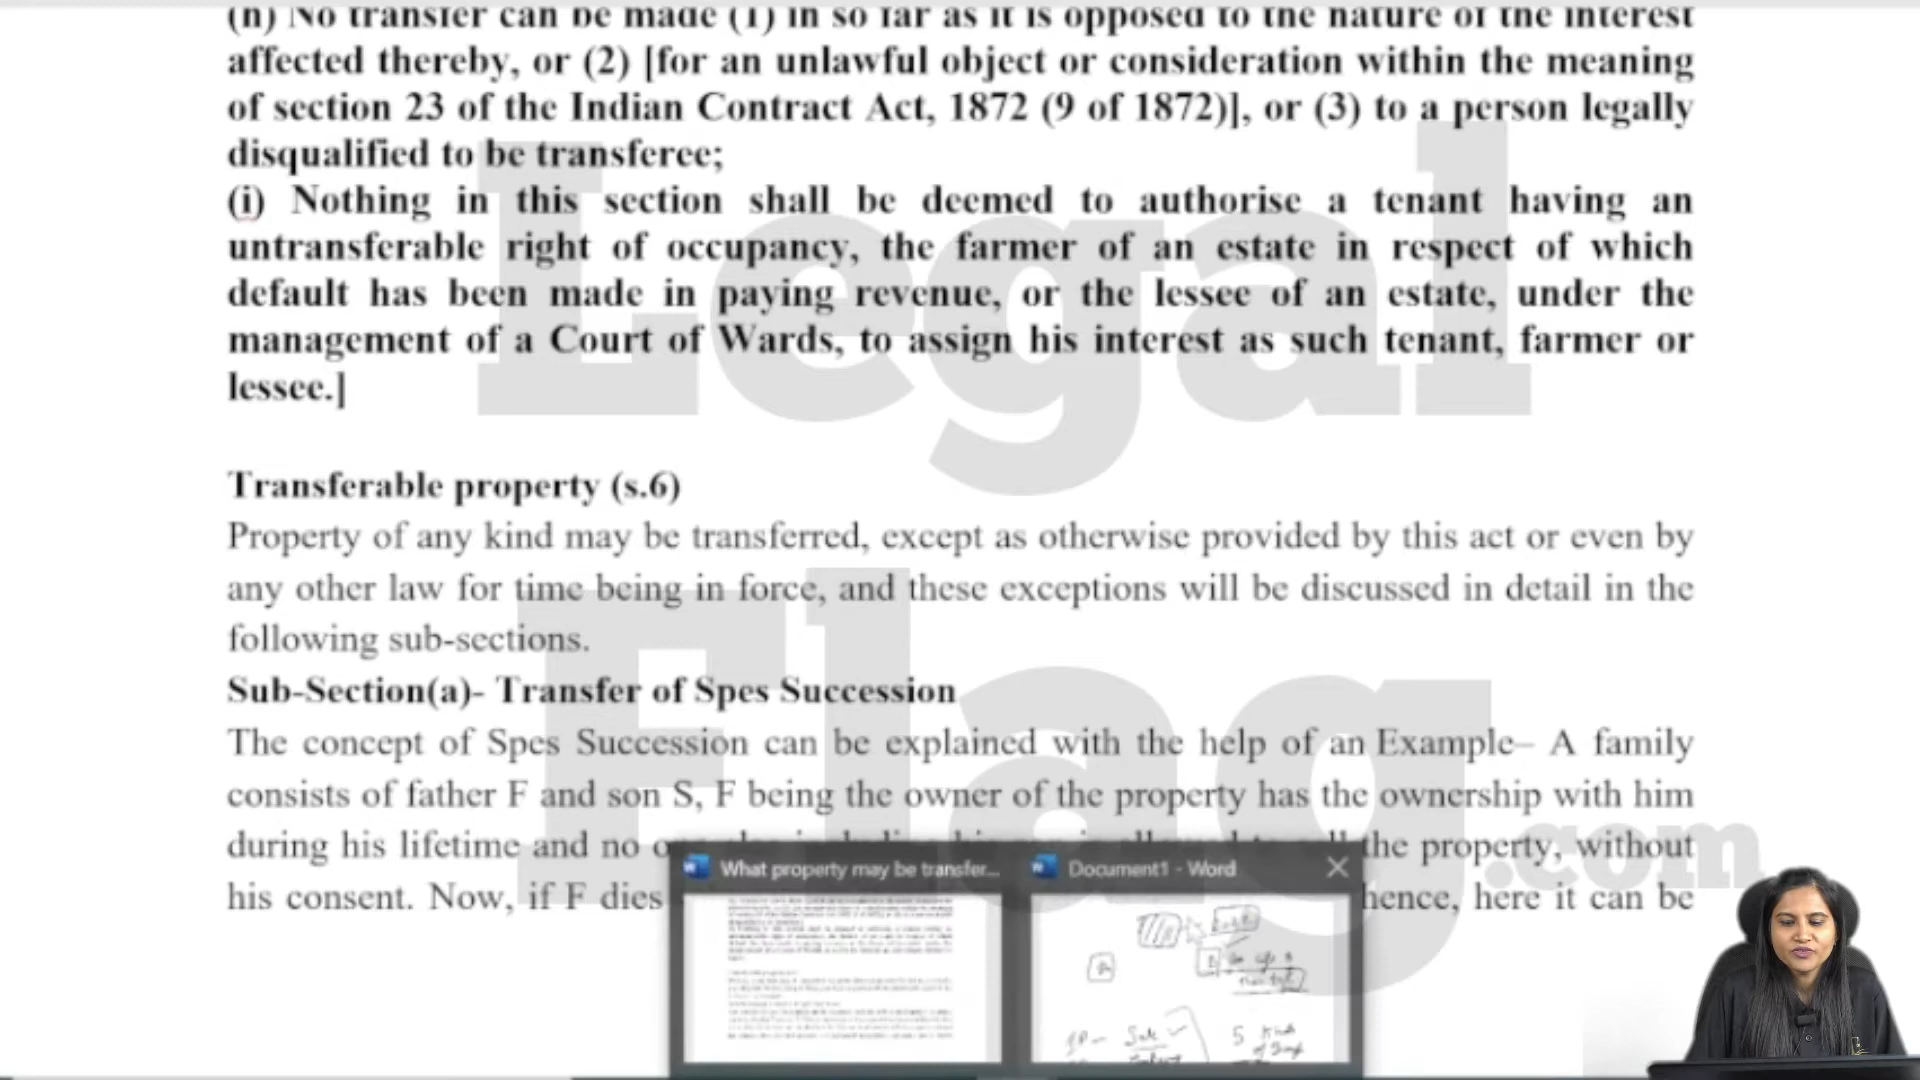 (h) No transfer can be made (1) in so far as it is opposed to the nature of the interest
affected thereby, or (2) [for an unlawful object or consideration within the meaning
of section 23 of the Indian Contract Act, 1872 (9 of 1872)], or (3) to a person legally
disqualified to be transferee;
(i) Nothing in this section shall be deemed to authorise a tenant having an
untransferable right of occupancy, the farmer of an estate in respect of which
default has been made in paying revenue, or the lessee of an estate, under the
management of a Court of Wards, to assign his interest as such tenant, farmer or
lessee.]
Transferable property (s.6)
Property of any kind may be transferred, except as otherwise provided by this act or even by
any other law for time being in force, and these exceptions will be discussed in detail in the
following sub-sections.
Sub-Section(a)- Transfer of Spes Succession
The concept of Spes Succession can be explained with the help of an Example– A family
consists of father F and son S, F being the owner of the property has the ownership with him
during his lifetime and no the property, without
his consent. Now, if F dies hence, here it can be
What property may be transfer...
Document1 - Word
Legal
Flag
.com